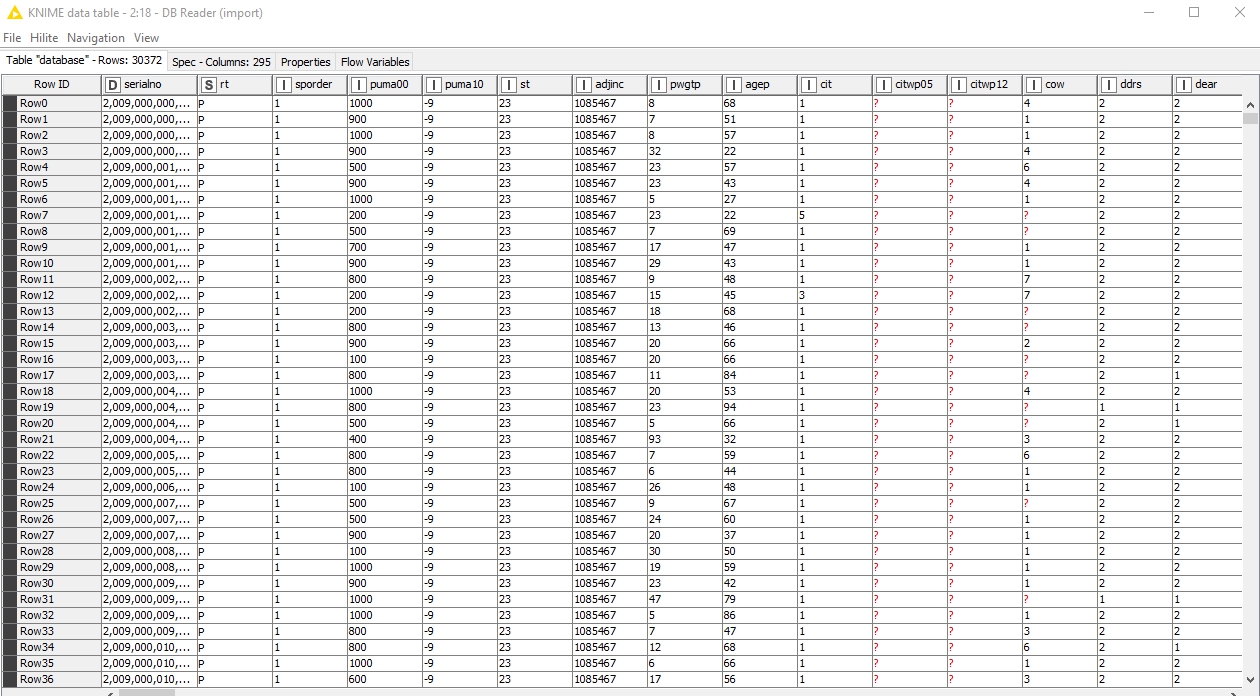 KNIME data table - 2:18 - DB Reader (import)
File Hilite Navigation View
Table "database" - Rows: 30372 Spec - Columns: 295 Properties Flow Variables
Row ID D serialno S rt I sporder I puma00 I puma10 I st I adjinc I pwgtp I agep I cit I citwp05 I citwp12 I cow I ddrs I dear
Row0 2,009,000,000,... P 1 1000 -9 23 1085467 8 68 1 ? ? 4 2 2
Row1 2,009,000,000,... P 1 900 -9 23 1085467 7 51 1 ? ? 1 2 2
Row2 2,009,000,000,... P 1 1000 -9 23 1085467 8 57 1 ? ? 1 2 2
Row3 2,009,000,000,... P 1 900 -9 23 1085467 32 22 1 ? ? 4 2 2
Row4 2,009,000,001,... P 1 500 -9 23 1085467 23 57 1 ? ? 6 2 2
Row5 2,009,000,001,... P 1 900 -9 23 1085467 23 43 1 ? ? 4 2 2
Row6 2,009,000,001,... P 1 1000 -9 23 1085467 5 27 1 ? ? 1 2 2
Row7 2,009,000,001,... P 1 200 -9 23 1085467 23 22 5 ? ? ? 2 2
Row8 2,009,000,001,... P 1 500 -9 23 1085467 7 69 1 ? ? ? 2 2
Row9 2,009,000,001,... P 1 700 -9 23 1085467 17 47 1 ? ? 1 2 2
Row10 2,009,000,001,... P 1 900 -9 23 1085467 29 43 1 ? ? 1 2 2
Row11 2,009,000,002,... P 1 800 -9 23 1085467 9 48 1 ? ? 7 2 2
Row12 2,009,000,002,... P 1 200 -9 23 1085467 15 45 3 ? ? 7 2 2
Row13 2,009,000,002,... P 1 200 -9 23 1085467 18 68 1 ? ? ? 2 2
Row14 2,009,000,003,... P 1 800 -9 23 1085467 13 46 1 ? ? ? 2 2
Row15 2,009,000,003,... P 1 900 -9 23 1085467 20 66 1 ? ? 2 2 2
Row16 2,009,000,003,... P 1 100 -9 23 1085467 20 66 1 ? ? ? 2 2
Row17 2,009,000,003,... P 1 800 -9 23 1085467 11 84 1 ? ? ? 2 1
Row18 2,009,000,004,... P 1 1000 -9 23 1085467 20 53 1 ? ? 4 2 2
Row19 2,009,000,004,... P 1 800 -9 23 1085467 23 94 1 ? ? ? 1 1
Row20 2,009,000,004,... P 1 500 -9 23 1085467 5 66 1 ? ? ? 2 1
Row21 2,009,000,004,... P 1 400 -9 23 1085467 93 32 1 ? ? 3 2 2
Row22 2,009,000,005,... P 1 800 -9 23 1085467 7 59 1 ? ? 6 2 2
Row23 2,009,000,005,... P 1 800 -9 23 1085467 6 44 1 ? ? 1 2 2
Row24 2,009,000,006,... P 1 100 -9 23 1085467 26 48 1 ? ? 1 2 2
Row25 2,009,000,007,... P 1 500 -9 23 1085467 9 67 1 ? ? ? 2 2
Row26 2,009,000,007,... P 1 500 -9 23 1085467 24 60 1 ? ? 1 2 2
Row27 2,009,000,007,... P 1 900 -9 23 1085467 20 37 1 ? ? 1 2 2
Row28 2,009,000,008,... P 1 100 -9 23 1085467 30 50 1 ? ? 1 2 2
Row29 2,009,000,008,... P 1 1000 -9 23 1085467 19 59 1 ? ? 1 2 2
Row30 2,009,000,009,... P 1 900 -9 23 1085467 23 42 1 ? ? 1 2 2
Row31 2,009,000,009,... P 1 1000 -9 23 1085467 47 79 1 ? ? ? 1 1
Row32 2,009,000,009,... P 1 1000 -9 23 1085467 5 86 1 ? ? 1 2 2
Row33 2,009,000,009,... P 1 800 -9 23 1085467 7 47 1 ? ? 3 2 2
Row34 2,009,000,010,... P 1 800 -9 23 1085467 12 68 1 ? ? 6 2 1
Row35 2,009,000,010,... P 1 1000 -9 23 1085467 6 66 1 ? ? 1 2 2
Row36 2,009,000,010,... P 1 600 -9 23 1085467 17 56 1 ? ? 3 2 2